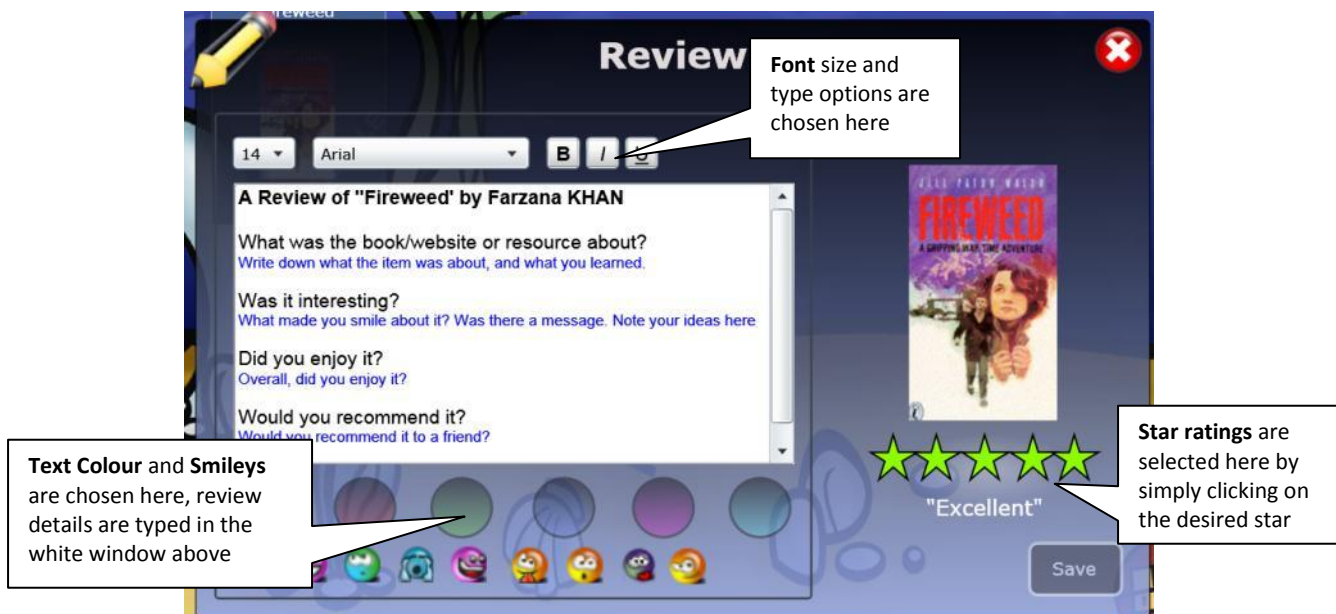 Fireweed
Review
Font size and
type options are
chosen here
14
Arial
B
I
U
A Review of "Fireweed' by Farzana KHAN
What was the book/website or resource about?
Write down what the item was about, and what you learned.
Was it interesting?
What made you smile about it? Was there a message. Note your ideas here
Did you enjoy it?
Overall, did you enjoy it?
Would you recommend it?
Would you recommend it to a friend?
JILL PATON WALSH
FIREWEED
A GRIPPING WAR-TIME ADVENTURE
"Excellent"
Star ratings are
selected here by
simply clicking on
the desired star
Text Colour and Smileys
are chosen here, review
details are typed in the
white window above
Save